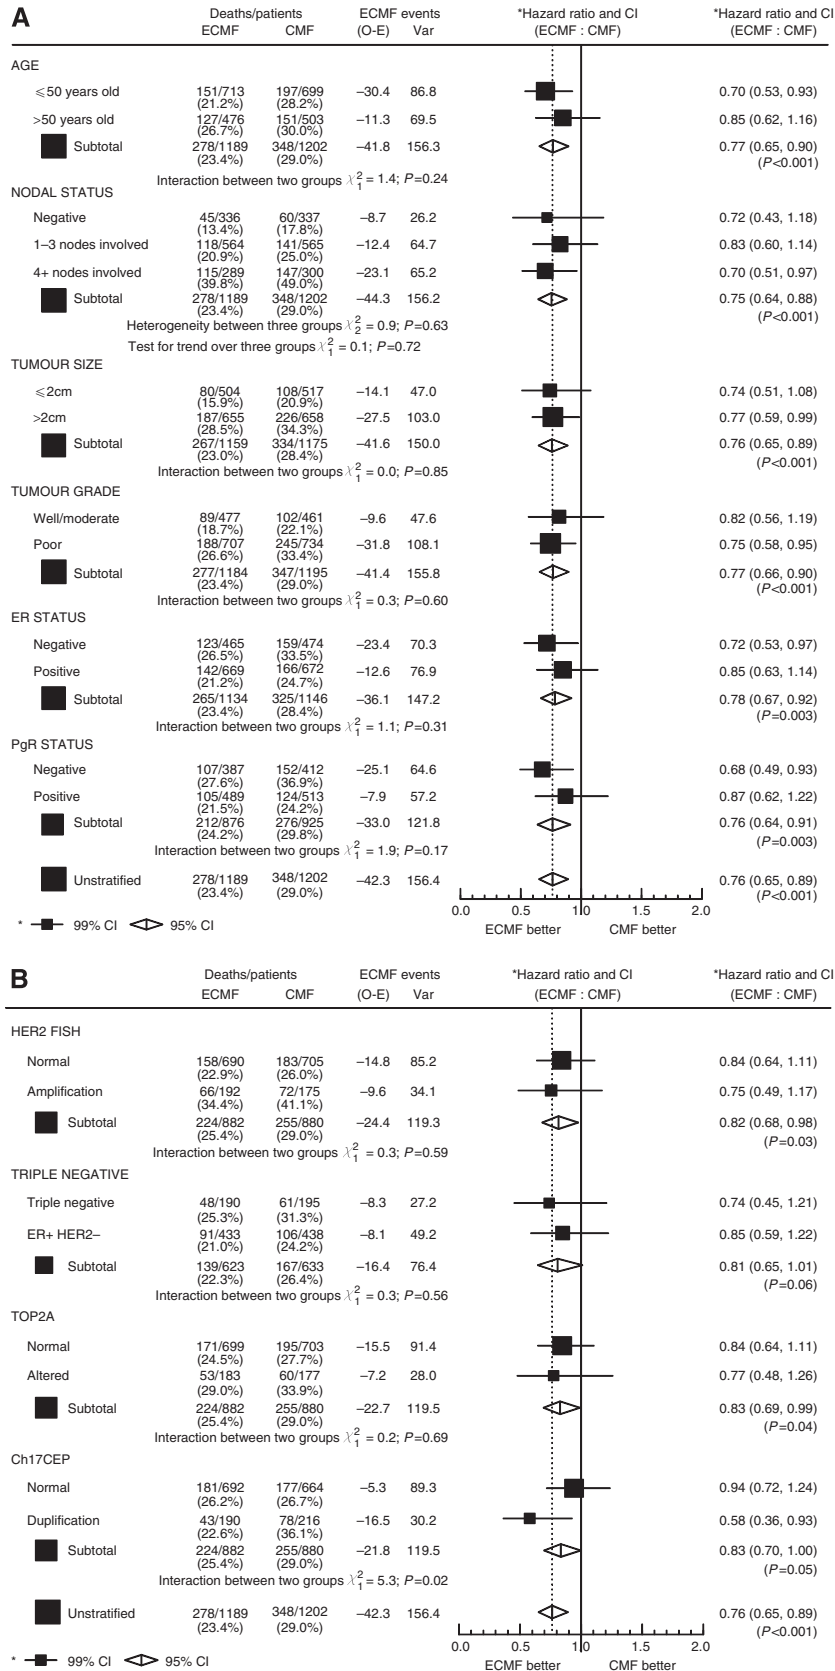 A
Deaths/patients ECMF events *Hazard ratio and CI *Hazard ratio and CI
ECMF CMF (O-E) Var (ECMF : CMF) (ECMF : CMF)
AGE
⩽50 years old 151/713 197/699 –30.4 86.8 0.70 (0.53, 0.93)
(21.2%) (28.2%)
>50 years old 127/476 151/503 –11.3 69.5 0.85 (0.62, 1.16)
(26.7%) (30.0%)
Subtotal 278/1189 348/1202 –41.8 156.3 0.77 (0.65, 0.90)
(23.4%) (29.0%) (P<0.001)
Interaction between two groups χ²₁ = 1.4; P=0.24
NODAL STATUS
Negative 45/336 60/337 –8.7 26.2 0.72 (0.43, 1.18)
(13.4%) (17.8%)
1–3 nodes involved 118/564 141/565 –12.4 64.7 0.83 (0.60, 1.14)
(20.9%) (25.0%)
4+ nodes involved 115/289 147/300 –23.1 65.2 0.70 (0.51, 0.97)
(39.8%) (49.0%)
Subtotal 278/1189 348/1202 –44.3 156.2 0.75 (0.64, 0.88)
(23.4%) (29.0%) (P<0.001)
Heterogeneity between three groups χ²₂ = 0.9; P=0.63
Test for trend over three groups χ²₁ = 0.1; P=0.72
TUMOUR SIZE
⩽2cm 80/504 108/517 –14.1 47.0 0.74 (0.51, 1.08)
(15.9%) (20.9%)
>2cm 187/655 226/658 –27.5 103.0 0.77 (0.59, 0.99)
(28.5%) (34.3%)
Subtotal 267/1159 334/1175 –41.6 150.0 0.76 (0.65, 0.89)
(23.0%) (28.4%) (P<0.001)
Interaction between two groups χ²₁ = 0.0; P=0.85
TUMOUR GRADE
Well/moderate 89/477 102/461 –9.6 47.6 0.82 (0.56, 1.19)
(18.7%) (22.1%)
Poor 188/707 245/734 –31.8 108.1 0.75 (0.58, 0.95)
(26.6%) (33.4%)
Subtotal 277/1184 347/1195 –41.4 155.8 0.77 (0.66, 0.90)
(23.4%) (29.0%) (P<0.001)
Interaction between two groups χ²₁ = 0.3; P=0.60
ER STATUS
Negative 123/465 159/474 –23.4 70.3 0.72 (0.53, 0.97)
(26.5%) (33.5%)
Positive 142/669 166/672 –12.6 76.9 0.85 (0.63, 1.14)
(21.2%) (24.7%)
Subtotal 265/1134 325/1146 –36.1 147.2 0.78 (0.67, 0.92)
(23.4%) (28.4%) (P=0.003)
Interaction between two groups χ²₁ = 1.1; P=0.31
PgR STATUS
Negative 107/387 152/412 –25.1 64.6 0.68 (0.49, 0.93)
(27.6%) (36.9%)
Positive 105/489 124/513 –7.9 57.2 0.87 (0.62, 1.22)
(21.5%) (24.2%)
Subtotal 212/876 276/925 –33.0 121.8 0.76 (0.64, 0.91)
(24.2%) (29.8%) (P=0.003)
Interaction between two groups χ²₁ = 1.9; P=0.17
Unstratified 278/1189 348/1202 –42.3 156.4 0.76 (0.65, 0.89)
(23.4%) (29.0%) (P<0.001)
0.0 0.5 1.0 1.5 2.0
* 99% CI 95% CI ECMF better CMF better
B
Deaths/patients ECMF events *Hazard ratio and CI *Hazard ratio and CI
ECMF CMF (O-E) Var (ECMF : CMF) (ECMF : CMF)
HER2 FISH
Normal 158/690 183/705 –14.8 85.2 0.84 (0.64, 1.11)
(22.9%) (26.0%)
Amplification 66/192 72/175 –9.6 34.1 0.75 (0.49, 1.17)
(34.4%) (41.1%)
Subtotal 224/882 255/880 –24.4 119.3 0.82 (0.68, 0.98)
(25.4%) (29.0%) (P=0.03)
Interaction between two groups χ²₁ = 0.3; P=0.59
TRIPLE NEGATIVE
Triple negative 48/190 61/195 –8.3 27.2 0.74 (0.45, 1.21)
(25.3%) (31.3%)
ER+ HER2– 91/433 106/438 –8.1 49.2 0.85 (0.59, 1.22)
(21.0%) (24.2%)
Subtotal 139/623 167/633 –16.4 76.4 0.81 (0.65, 1.01)
(22.3%) (26.4%) (P=0.06)
Interaction between two groups χ²₁ = 0.3; P=0.56
TOP2A
Normal 171/699 195/703 –15.5 91.4 0.84 (0.64, 1.11)
(24.5%) (27.7%)
Altered 53/183 60/177 –7.2 28.0 0.77 (0.48, 1.26)
(29.0%) (33.9%)
Subtotal 224/882 255/880 –22.7 119.5 0.83 (0.69, 0.99)
(25.4%) (29.0%) (P=0.04)
Interaction between two groups χ²₁ = 0.2; P=0.69
Ch17CEP
Normal 181/692 177/664 –5.3 89.3 0.94 (0.72, 1.24)
(26.2%) (26.7%)
Duplification 43/190 78/216 –16.5 30.2 0.58 (0.36, 0.93)
(22.6%) (36.1%)
Subtotal 224/882 255/880 –21.8 119.5 0.83 (0.70, 1.00)
(25.4%) (29.0%) (P=0.05)
Interaction between two groups χ²₁ = 5.3; P=0.02
Unstratified 278/1189 348/1202 –42.3 156.4 0.76 (0.65, 0.89)
(23.4%) (29.0%) (P<0.001)
0.0 0.5 1.0 1.5 2.0
* 99% CI 95% CI ECMF better CMF better